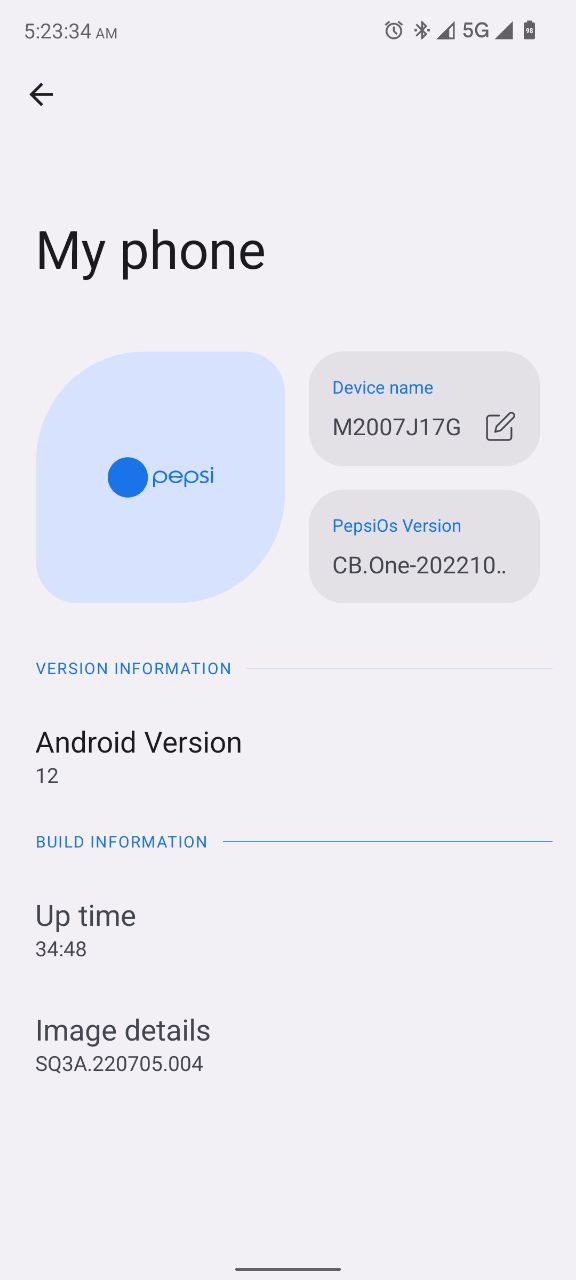 5:23:34 AM 5G 98
My phone
pepsi
Device name
M2007J17G
PepsiOs Version
CB.One-202210..
VERSION INFORMATION
Android Version
12
BUILD INFORMATION
Up time
34:48
Image details
SQ3A.220705.004